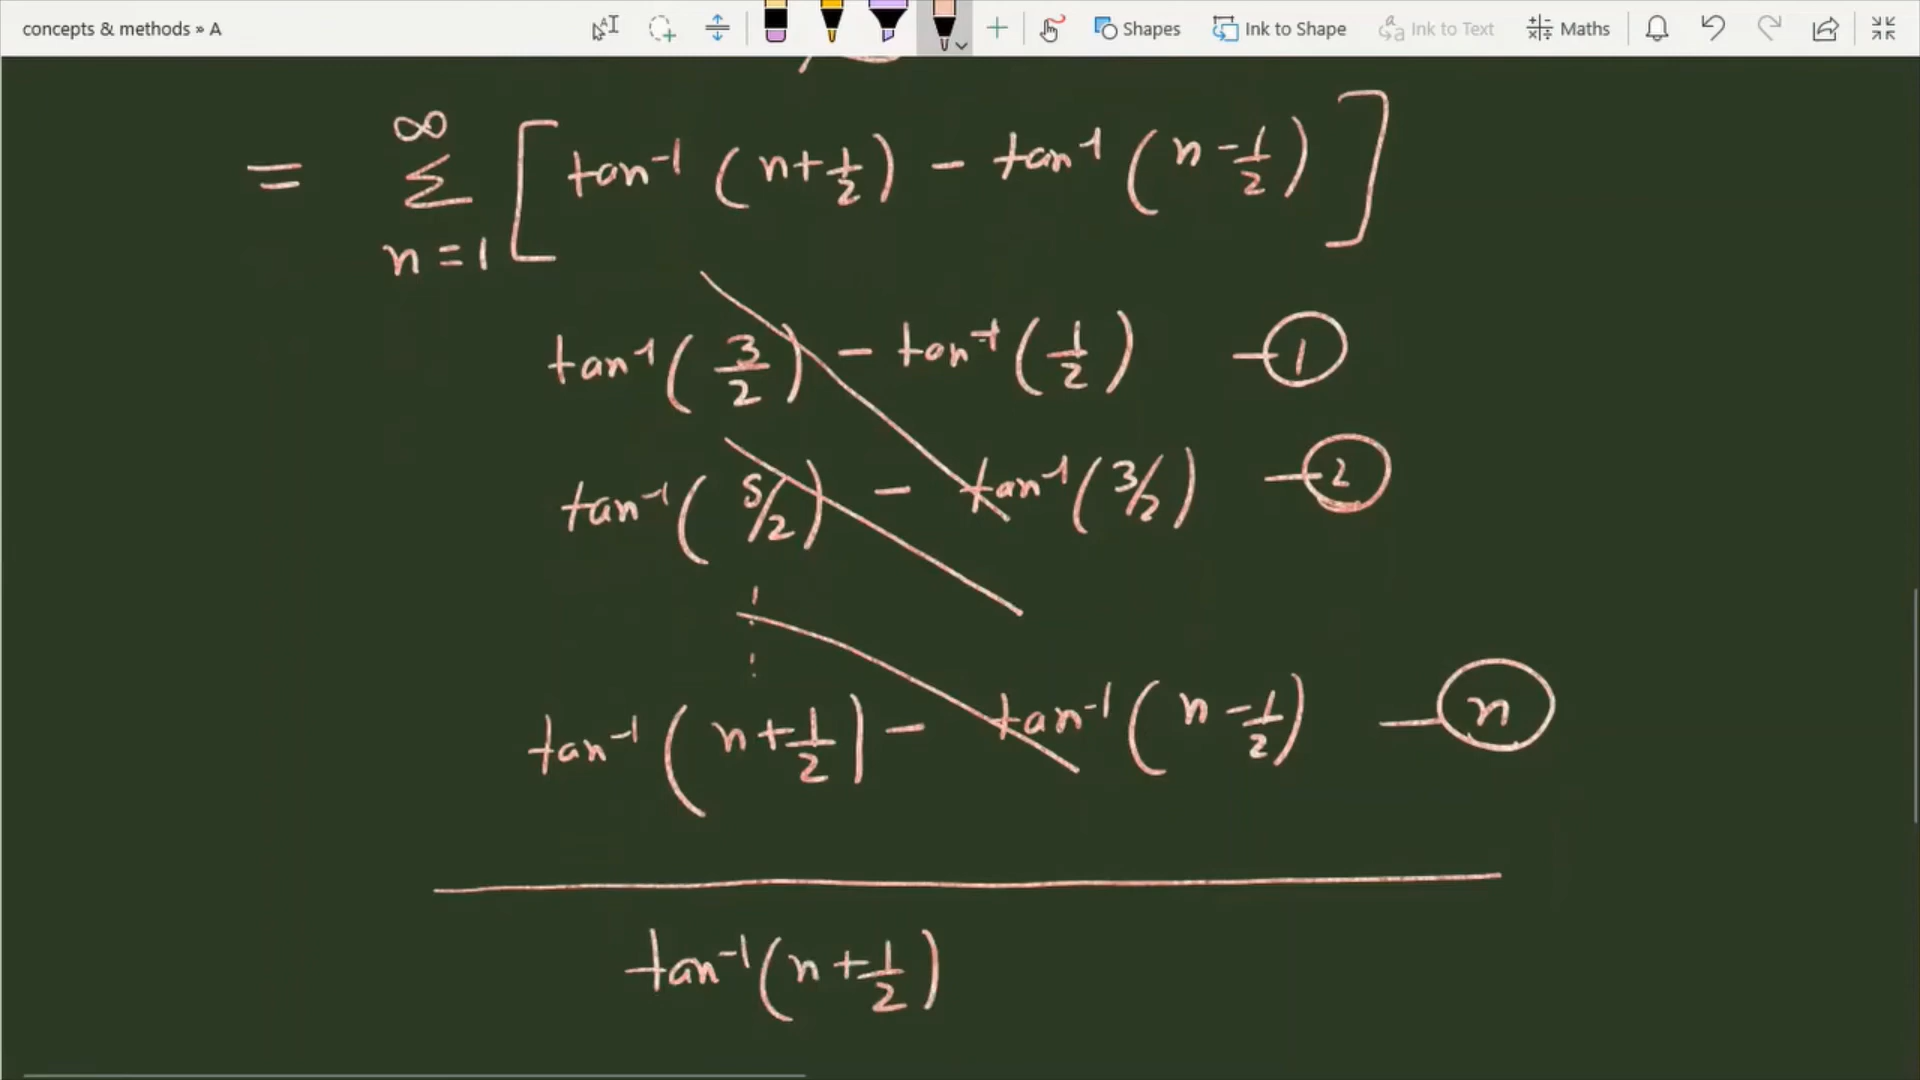 concepts & methods » A Shapes Ink to Shape Ink to Text Maths
= ∞ Σ n=1 [ tan⁻¹ (n+1/2) - tan⁻¹ (n-1/2) ]
tan⁻¹ (3/2) - tan⁻¹ (1/2) — 1
tan⁻¹ (5/2) - tan⁻¹ (3/2) — 2
tan⁻¹ (n+1/2) - tan⁻¹ (n-1/2) — n
tan⁻¹ (n+1/2)